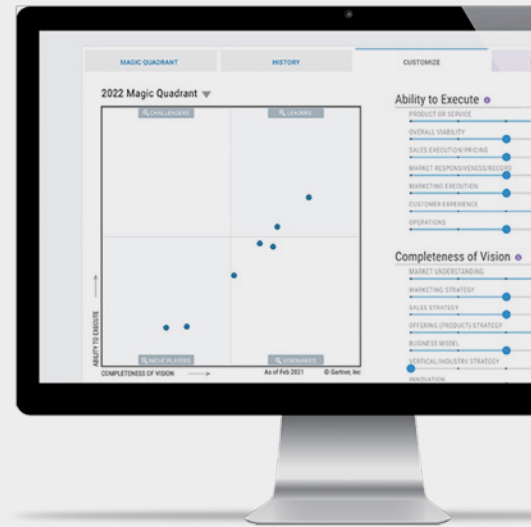 MAGIC QUADRANT
HISTORY
CUSTOMIZE
2022 Magic Quadrant
CHALLENGERS
LEADERS
NICHE PLAYERS
VISIONARIES
ABILITY TO EXECUTE
COMPLETENESS OF VISION
As of Feb 2021
© Gartner, Inc
Ability to Execute
PRODUCT OR SERVICE
OVERALL VIABILITY
SALES EXECUTION/PRICING
MARKET RESPONSIVENESS/RECORD
MARKETING EXECUTION
CUSTOMER EXPERIENCE
OPERATIONS
Completeness of Vision
MARKET UNDERSTANDING
MARKETING STRATEGY
SALES STRATEGY
OFFERING (PRODUCT) STRATEGY
BUSINESS MODEL
VERTICAL/INDUSTRY STRATEGY
INNOVATION